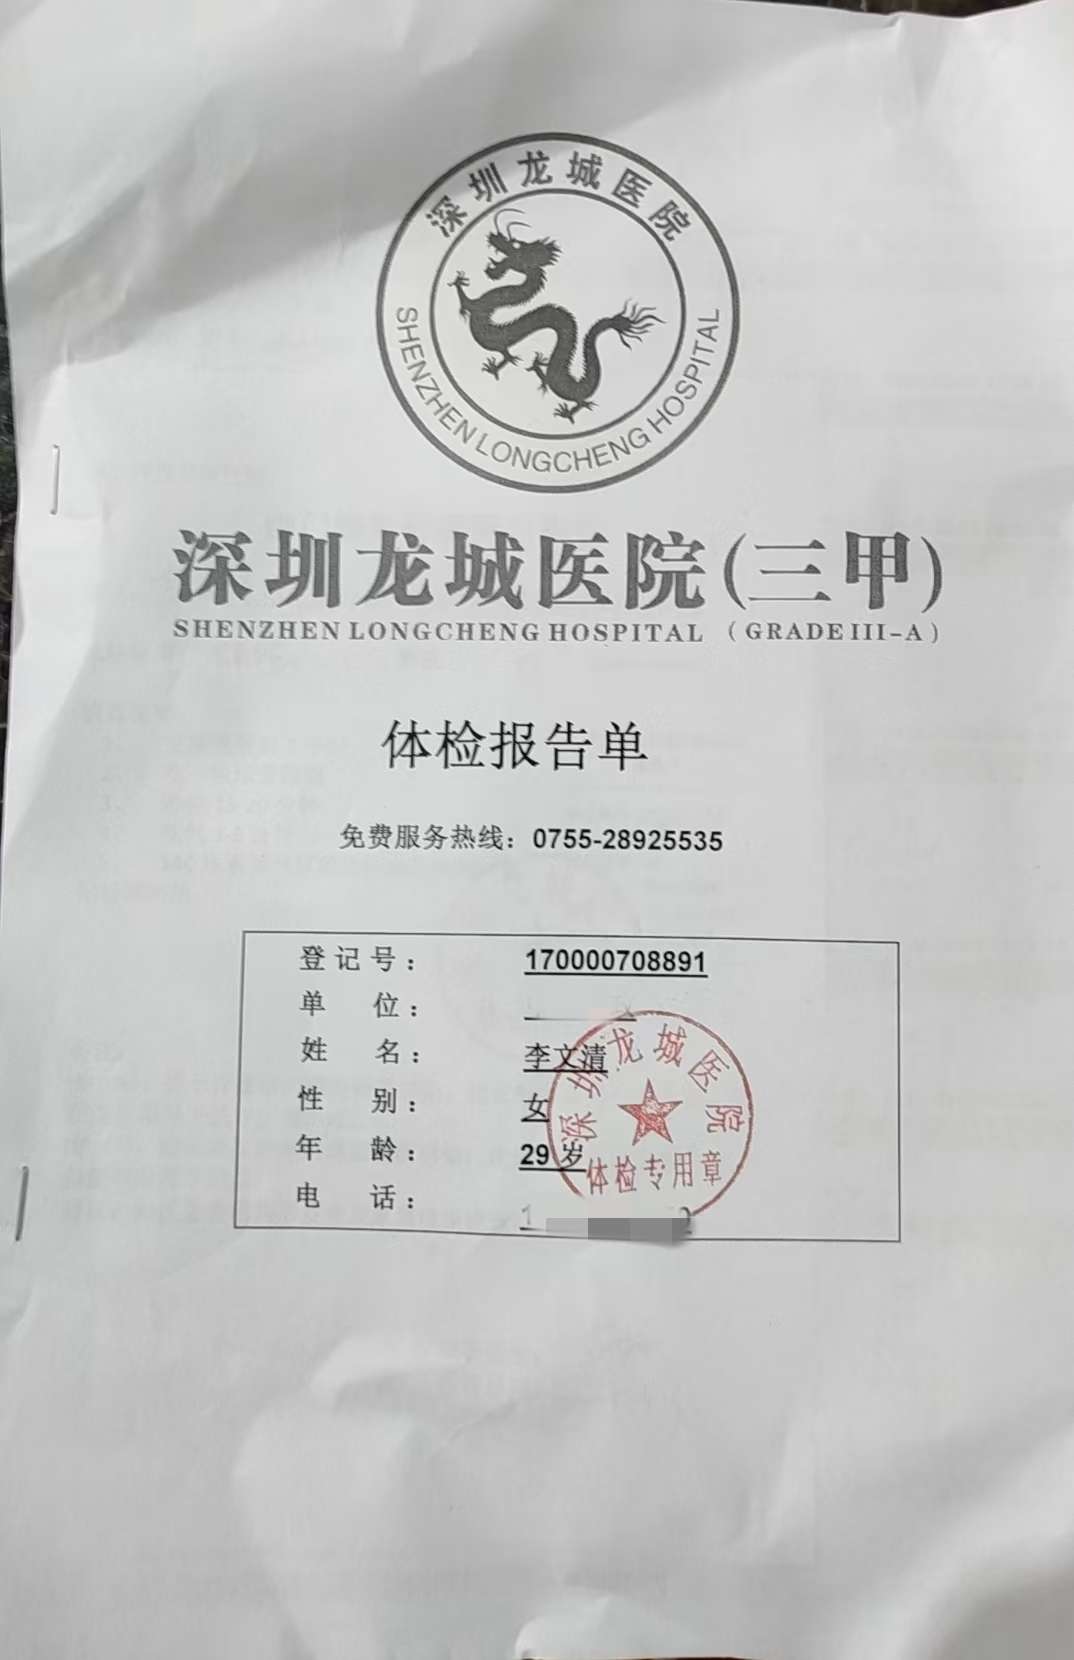 深圳龙城医院
SHENZHEN LONGCHENG HOSPITAL
深圳龙城医院(三甲)
SHENZHEN LONGCHENG HOSPITAL (GRADE III-A)
体检报告单
免费服务热线：0755-28925535
登记号： 170000708891
单 位：
姓 名： 李文清
性 别： 女
年 龄： 29 岁
电 话： 1
深圳龙城医院
体检专用章